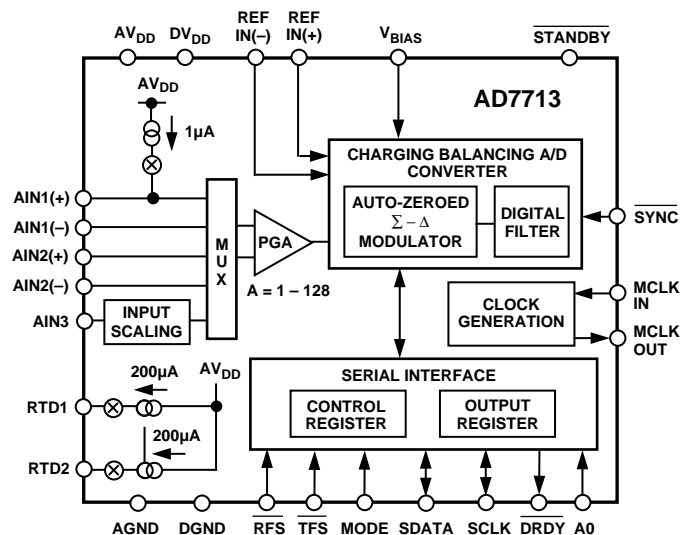 AVDD
DVDD
REF
IN(–)
REF
IN(+)
VBIAS
STANDBY
AVDD
1µA
AD7713
CHARGING BALANCING A/D
CONVERTER
AUTO-ZEROED
Σ – Δ
MODULATOR
DIGITAL
FILTER
AIN1(+)
AIN1(–)
AIN2(+)
AIN2(–)
AIN3
MUX
PGA
A = 1 – 128
INPUT
SCALING
SYNC
CLOCK
GENERATION
MCLK
IN
MCLK
OUT
AVDD
200µA
RTD1
200µA
RTD2
SERIAL INTERFACE
CONTROL
REGISTER
OUTPUT
REGISTER
AGND
DGND
RFS
TFS
MODE
SDATA
SCLK
DRDY
A0